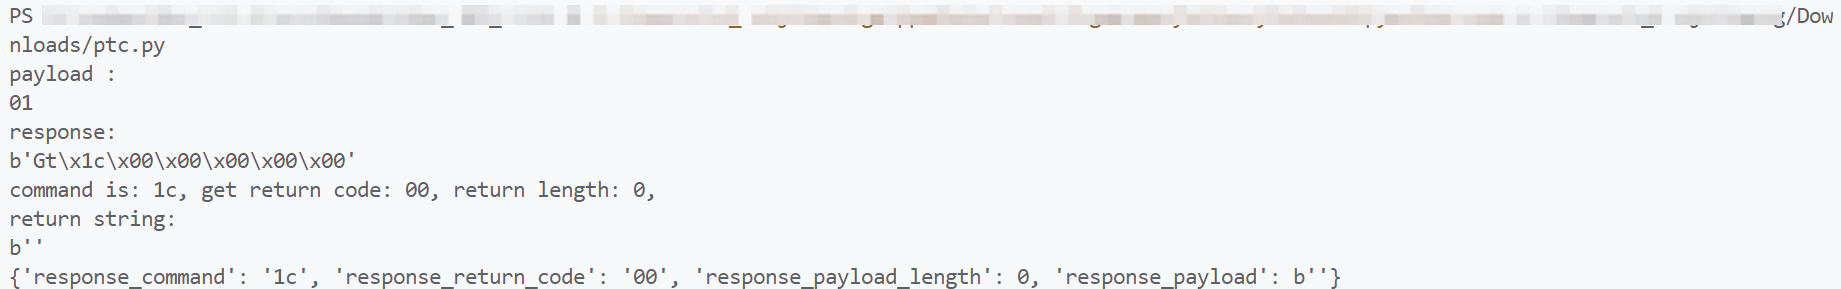 PS /Dow
nloads/ptc.py
payload :
01
response:
b'Gt\x1c\x00\x00\x00\x00\x00'
command is: 1c, get return code: 00, return length: 0,
return string:
b''
{'response_command': '1c', 'response_return_code': '00', 'response_payload_length': 0, 'response_payload': b''}